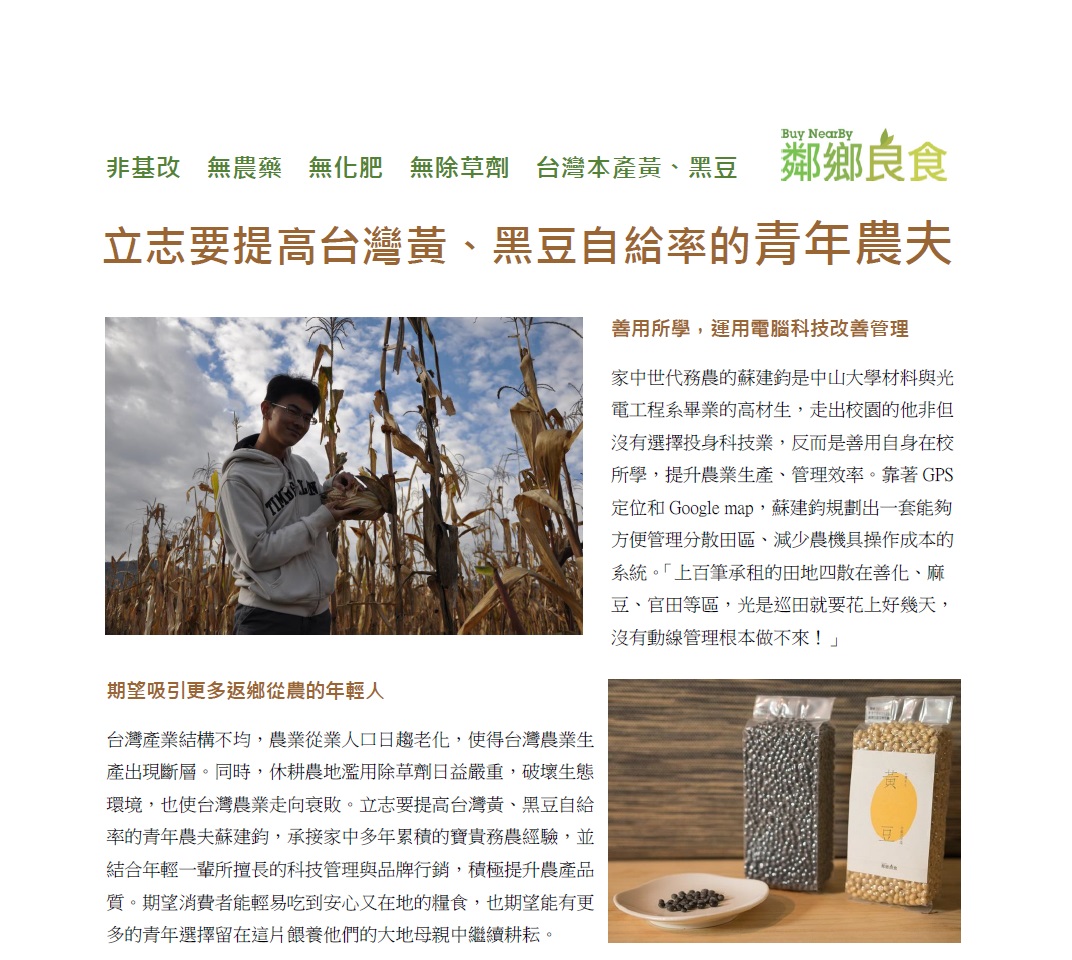 Buy NearBy
鄰鄉良食
非基改 無農藥 無化肥 無除草劑 台灣本產黃、黑豆
立志要提高台灣黃、黑豆自給率的青年農夫
TIMBERLAN
善用所學，運用電腦科技改善管理
家中世代務農的蘇建鈞是中山大學材料與光
電工程系畢業的高材生，走出校園的他非但
沒有選擇投身科技業，反而是善用自身在校
所學，提升農業生產、管理效率。靠著 GPS
定位和 Google map，蘇建鈞規劃出一套能夠
方便管理分散田區、減少農機具操作成本的
系統。「上百筆承租的田地四散在善化、麻
豆、官田等區，光是巡田就要花上好幾天，
沒有動線管理根本做不來！」
期望吸引更多返鄉從農的年輕人
台灣產業結構不均，農業從業人口日趨老化，使得台灣農業生
產出現斷層。同時，休耕農地濫用除草劑日益嚴重，破壞生態
環境，也使台灣農業走向衰敗。立志要提高台灣黃、黑豆自給
率的青年農夫蘇建鈞，承接家中多年累積的寶貴務農經驗，並
結合年輕一輩所擅長的科技管理與品牌行銷，積極提升農產品
質。期望消費者能輕易吃到安心又在地的糧食，也期望能有更
多的青年選擇留在這片餵養他們的大地母親中繼續耕耘。
黃
豆